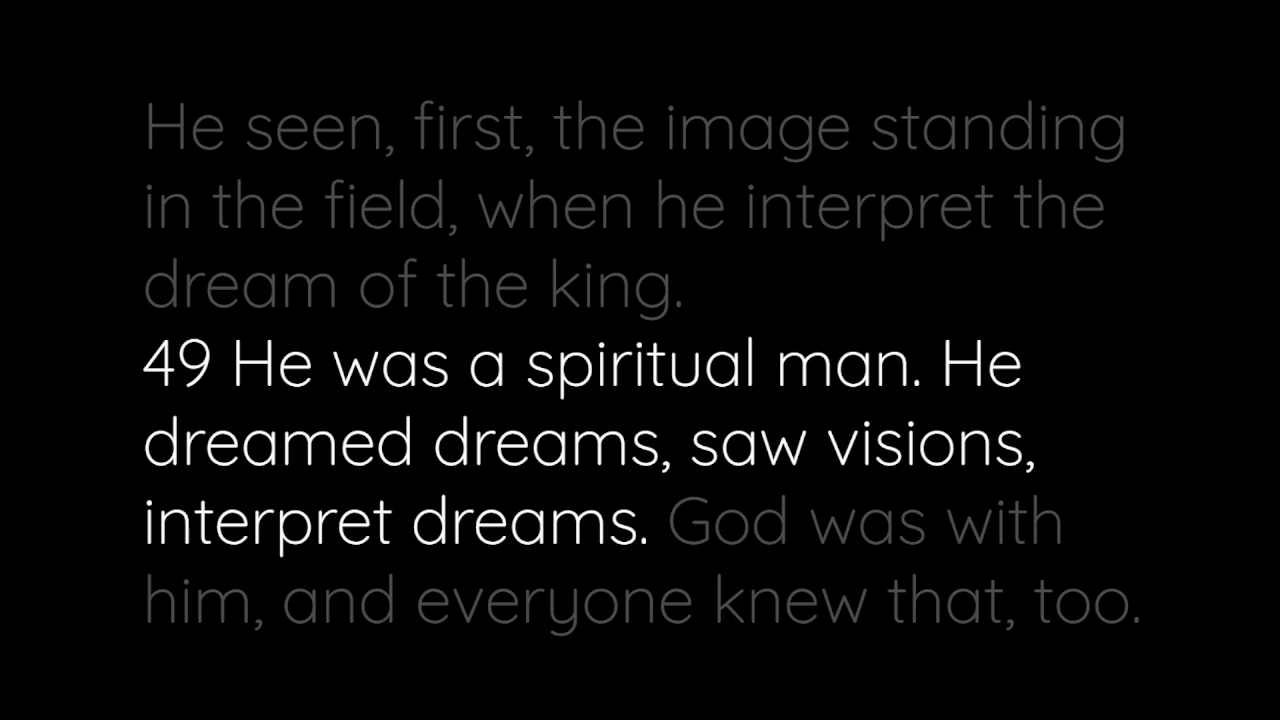 He seen, first, the image standing
in the field, when he interpret the
dream of the king.
49 He was a spiritual man. He
dreamed dreams, saw visions,
interpret dreams. God was with
him, and everyone knew that, too.